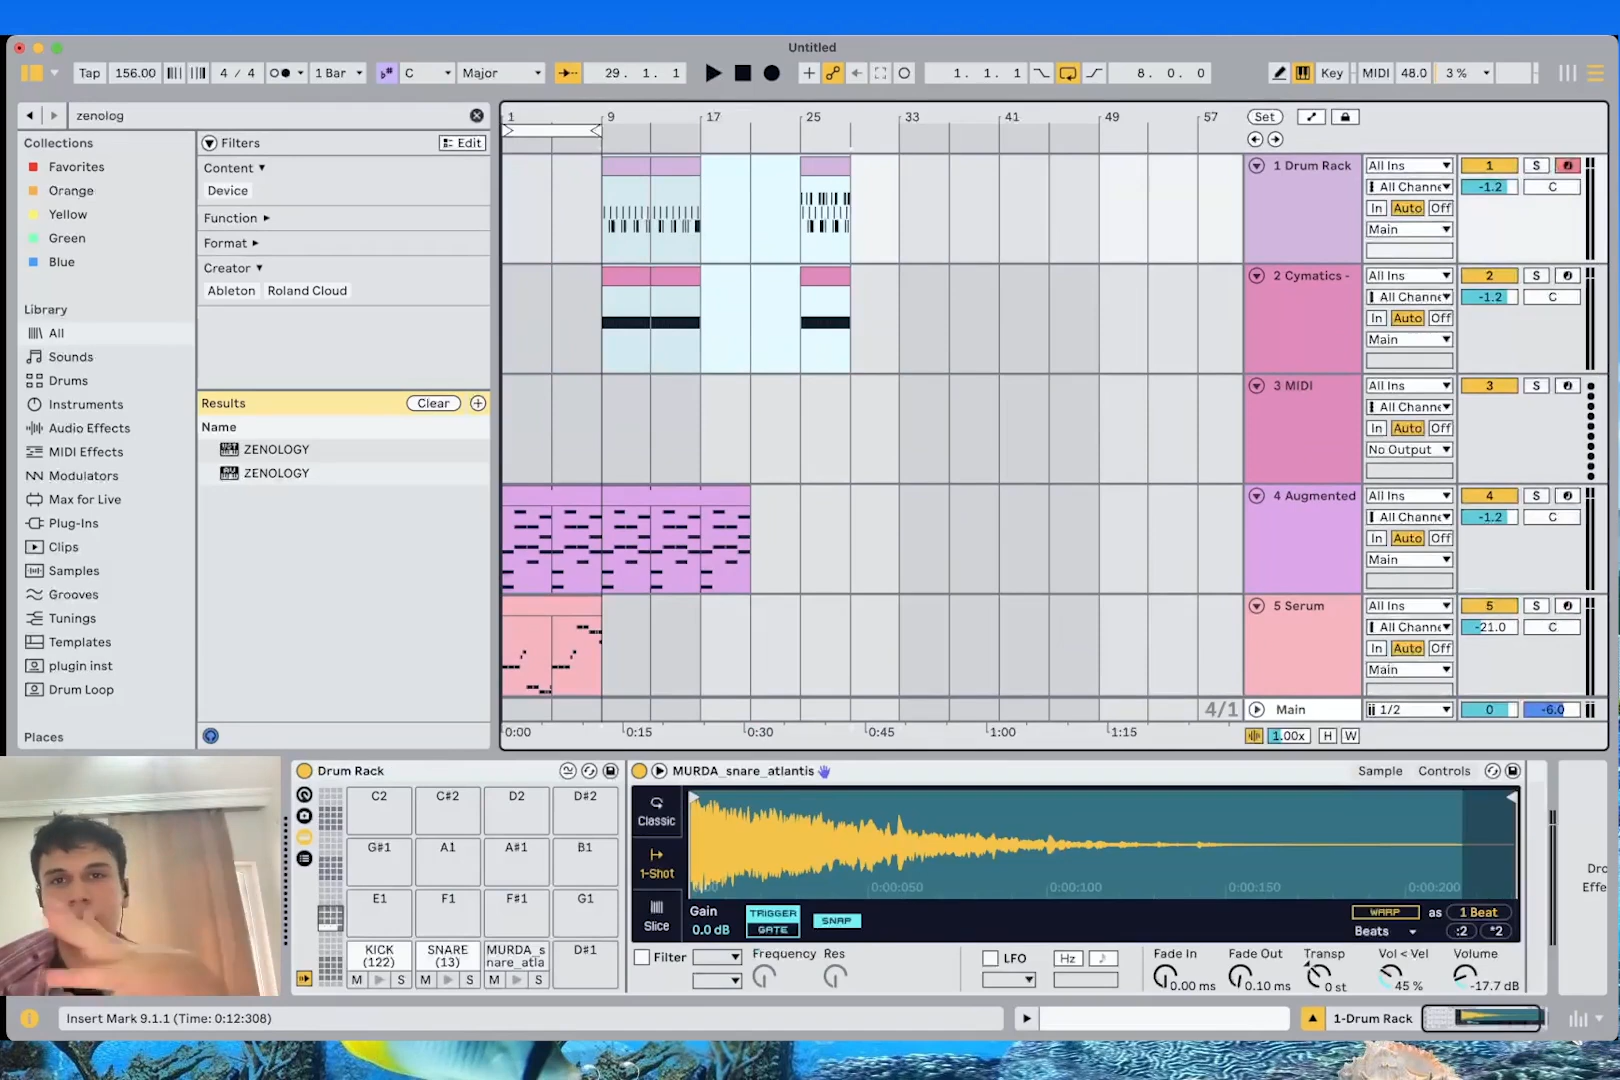 Untitled
Tap 156.00 4 / 4 1 Bar C Major 29. 1. 1 1. 1. 1 8. 0. 0 Key MIDI 48.0 3 %
zenolog
Collections
Favorites
Orange
Yellow
Green
Blue
Library
All
Sounds
Drums
Instruments
Audio Effects
MIDI Effects
Modulators
Max for Live
Plug-Ins
Clips
Samples
Grooves
Tunings
Templates
plugin inst
Drum Loop
Places
Filters Edit
Content
Device
Function
Format
Creator
Ableton Roland Cloud
Results Clear
Name
ZENOLOGY
ZENOLOGY
1 9 17 25 33 41 49 57 Set
1 Drum Rack All Ins 1 S
All Channe -1.2 C
In Auto Off
Main
2 Cymatics - All Ins 2 S
All Channe -1.2 C
In Auto Off
Main
3 MIDI All Ins 3 S
All Channe
In Auto Off
No Output
4 Augmented All Ins 4 S
All Channe -1.2 C
In Auto Off
Main
5 Serum All Ins 5 S
All Channe -21.0 C
In Auto Off
Main
4/1 Main 1/2 0 -6.0
0:00 0:15 0:30 0:45 1:00 1:15 1.00x H W
Drum Rack
C2 C#2 D2 D#2
G#1 A1 A#1 B1
E1 F1 F#1 G1
KICK (122) SNARE (13) MURDA_s nare_atla D#1
M S M S M S
MURDA_snare_atlantis Sample Controls
Classic
1-Shot
Slice
0:00:050 0:00:100 0:00:150 0:00:200
Gain
0.0 dB
TRIGGER
GATE
SNAP
WARP as 1 Beat
Beats :2 *2
Filter Frequency Res LFO Hz Fade In Fade Out Transp Vol < Vel Volume
0.00 ms 0.10 ms 0 st 45 % -17.7 dB
Drc
Effe
Insert Mark 9.1.1 (Time: 0:12:308)
1-Drum Rack